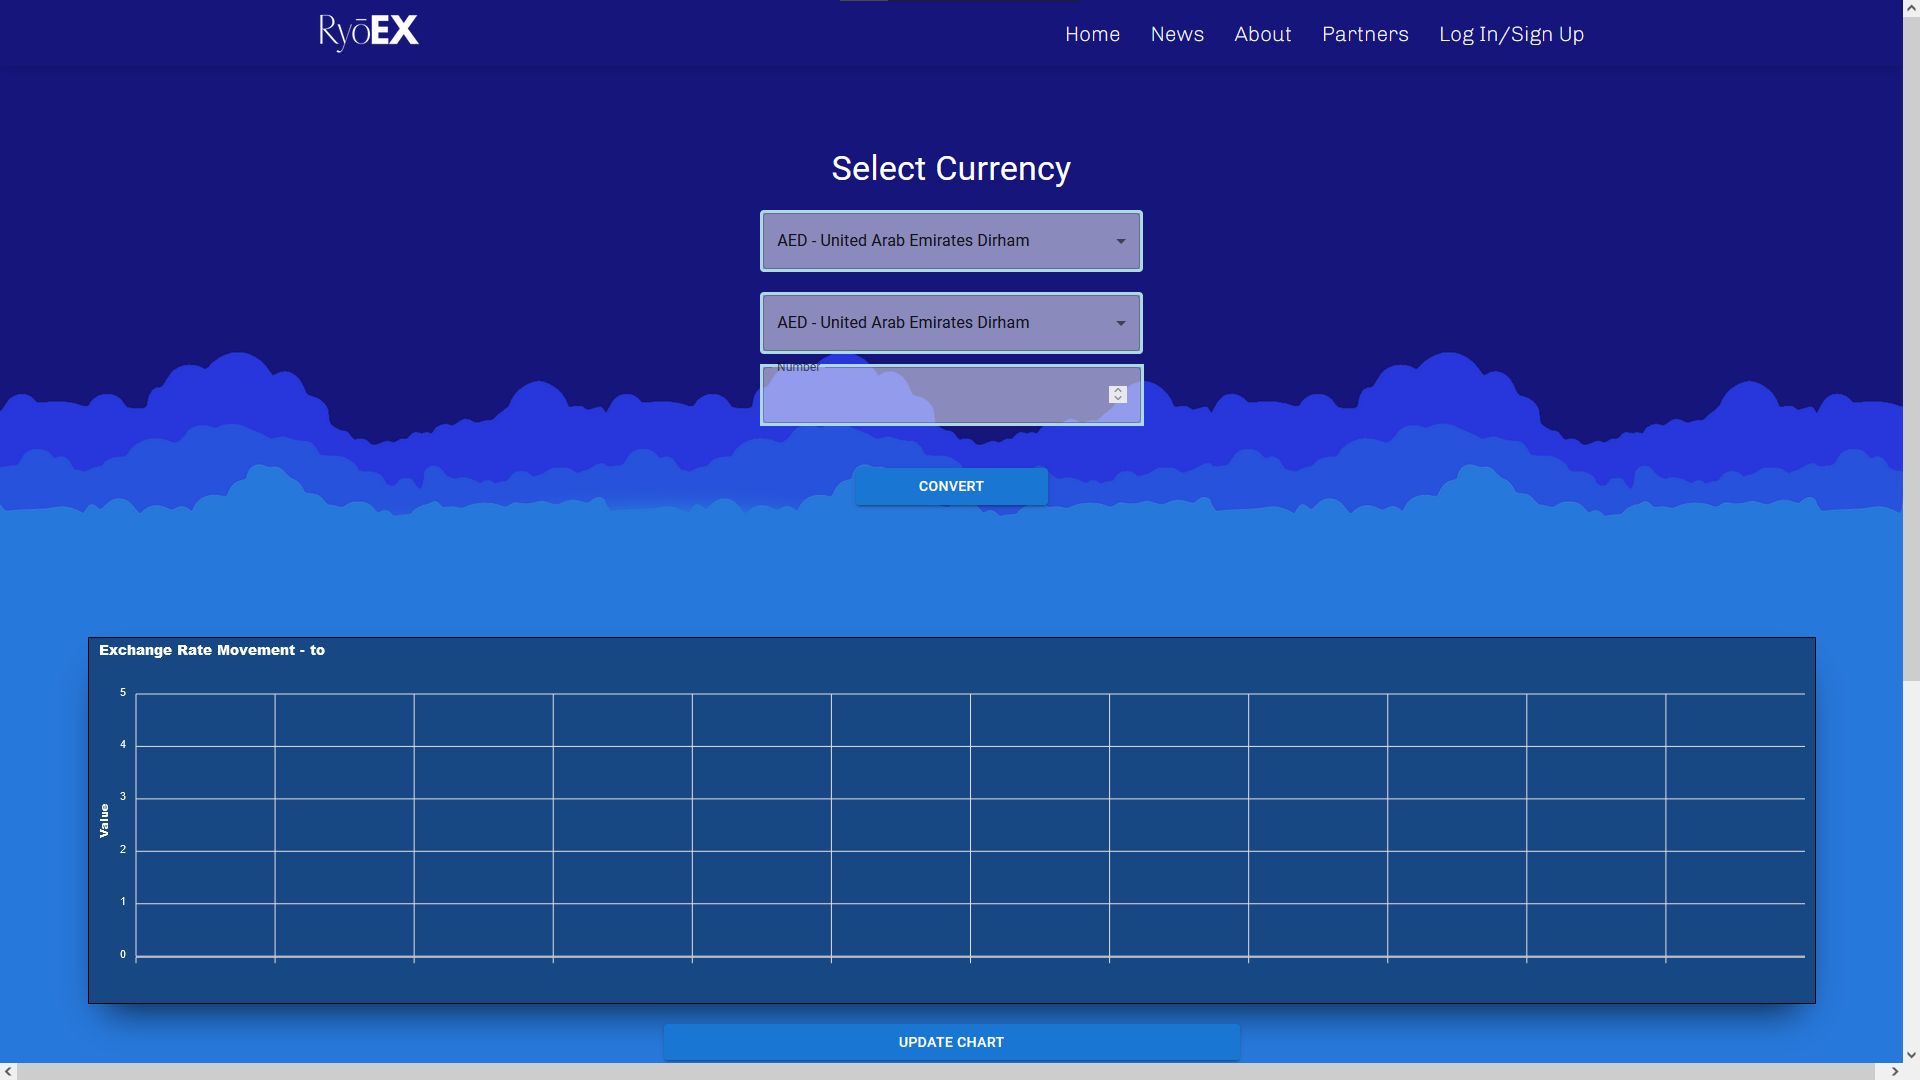 RyōEX
Home News About Partners Log In/Sign Up
Select Currency
AED - United Arab Emirates Dirham
AED - United Arab Emirates Dirham
Number
CONVERT
Exchange Rate Movement - to
5
4
3
Value
2
1
0
UPDATE CHART